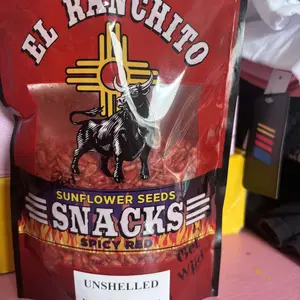 EL RANCHITO
SUNFLOWER SEEDS
SNACKS
SPICY RED
UNSHELLED